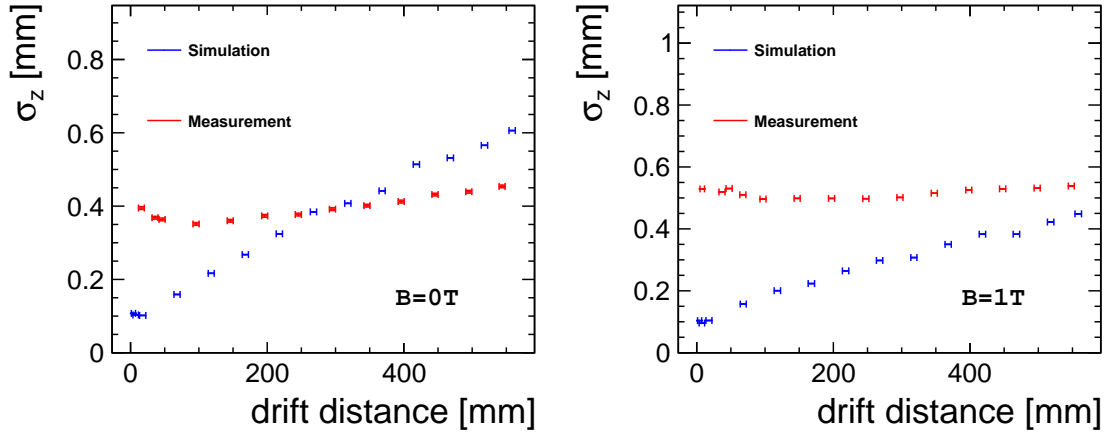 σz [mm]
0.8
0.6
0.4
0.2
0
Simulation
Measurement
B=0T
0 200 400
drift distance [mm]
σz [mm]
1
0.8
0.6
0.4
0.2
0
Simulation
Measurement
B=1T
0 200 400
drift distance [mm]